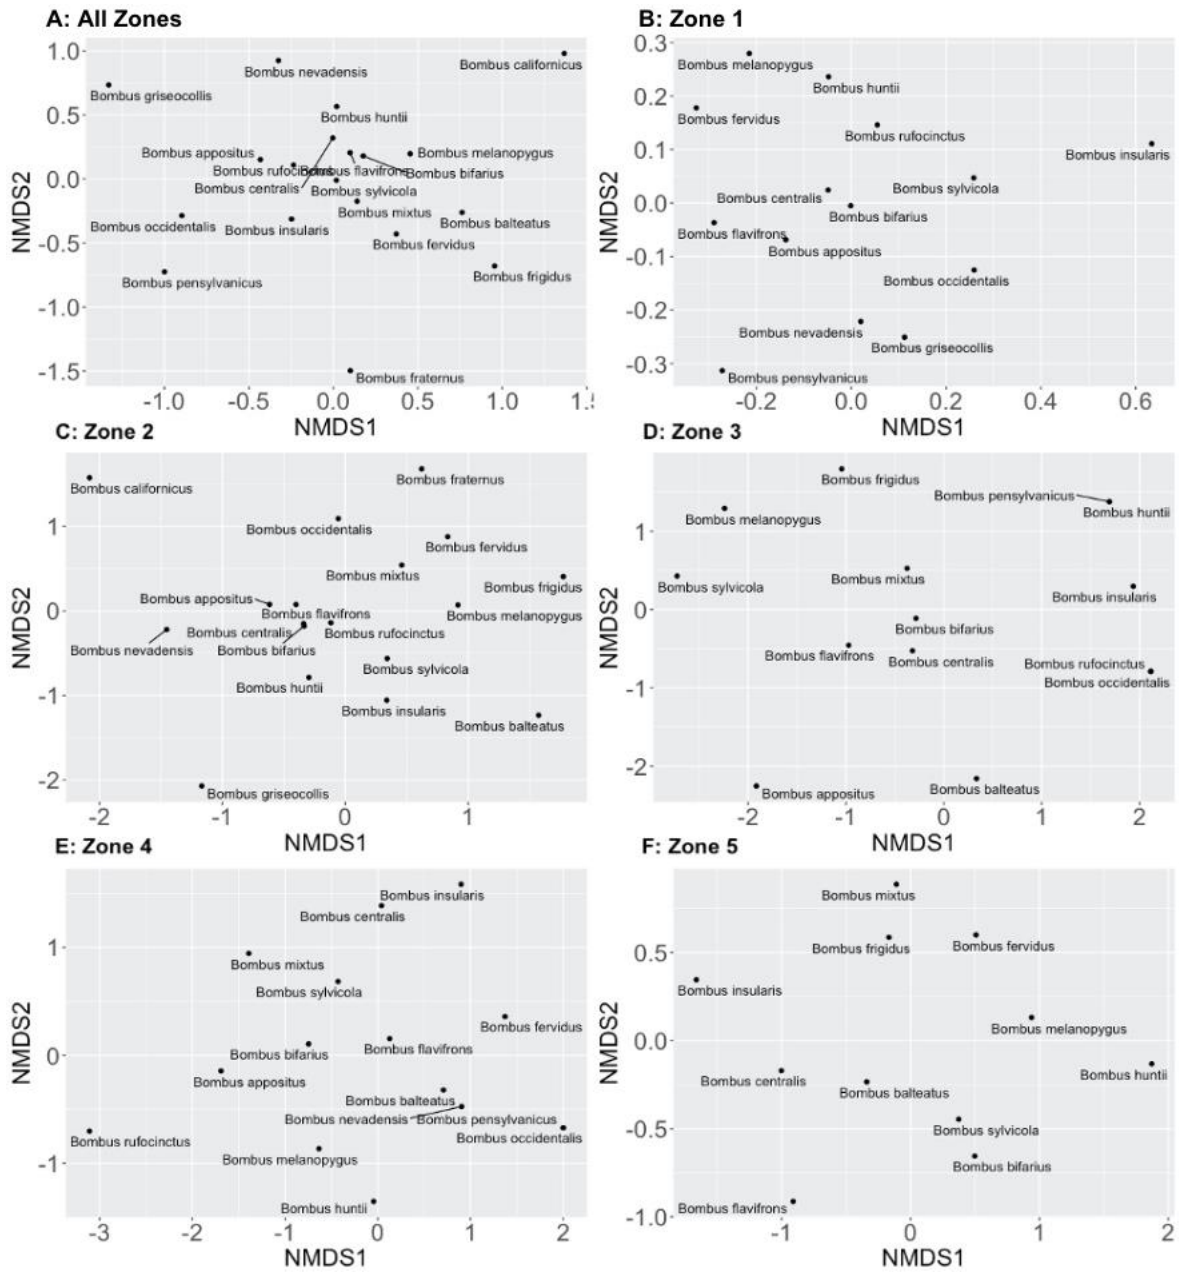 A: All Zones
1.0
0.5
0.0
-0.5
-1.0
-1.5
NMDS2
Bombus californicus
Bombus nevadensis
Bombus griseocollis
Bombus huntii
Bombus appositus
Bombus melanopygus
Bombus rufocinctus
Bombus flavifrons
Bombus bifarius
Bombus centralis
Bombus sylvicola
Bombus mixtus
Bombus occidentalis
Bombus insularis
Bombus balteatus
Bombus fervidus
Bombus frigidus
Bombus pensylvanicus
Bombus fraternus
-1.0 -0.5 0.0 0.5 1.0
NMDS1
B: Zone 1
0.3
0.2
0.1
0.0
-0.1
-0.2
-0.3
NMDS2
Bombus melanopygus
Bombus huntii
Bombus fervidus
Bombus rufocinctus
Bombus insularis
Bombus sylvicola
Bombus centralis
Bombus bifarius
Bombus flavifrons
Bombus appositus
Bombus occidentalis
Bombus nevadensis
Bombus griseocollis
Bombus pensylvanicus
-0.2 0.0 0.2 0.4 0.6
NMDS1
C: Zone 2
1
0
-1
-2
NMDS2
Bombus fraternus
Bombus californicus
Bombus occidentalis
Bombus fervidus
Bombus mixtus
Bombus frigidus
Bombus appositus
Bombus flavifrons
Bombus melanopygus
Bombus centralis
Bombus rufocinctus
Bombus nevadensis
Bombus bifarius
Bombus sylvicola
Bombus huntii
Bombus insularis
Bombus balteatus
Bombus griseocollis
-2 -1 0 1
NMDS1
D: Zone 3
1
0
-1
-2
NMDS2
Bombus frigidus
Bombus pensylvanicus
Bombus huntii
Bombus melanopygus
Bombus mixtus
Bombus sylvicola
Bombus insularis
Bombus bifarius
Bombus flavifrons
Bombus centralis
Bombus rufocinctus
Bombus occidentalis
Bombus balteatus
Bombus appositus
-2 -1 0 1 2
NMDS1
E: Zone 4
1
0
-1
NMDS2
Bombus insularis
Bombus centralis
Bombus mixtus
Bombus sylvicola
Bombus fervidus
Bombus flavifrons
Bombus bifarius
Bombus appositus
Bombus balteatus
Bombus nevadensis
Bombus pensylvanicus
Bombus occidentalis
Bombus rufocinctus
Bombus melanopygus
Bombus huntii
-3 -2 -1 0 1 2
NMDS1
F: Zone 5
0.5
0.0
-0.5
-1.0
NMDS2
Bombus mixtus
Bombus frigidus
Bombus fervidus
Bombus insularis
Bombus melanopygus
Bombus huntii
Bombus centralis
Bombus balteatus
Bombus sylvicola
Bombus bifarius
Bombus flavifrons
-1 0 1 2
NMDS1